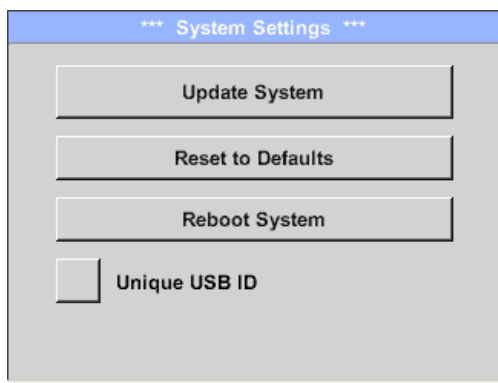 *** System Settings ***
Update System
Reset to Defaults
Reboot System
Unique USB ID